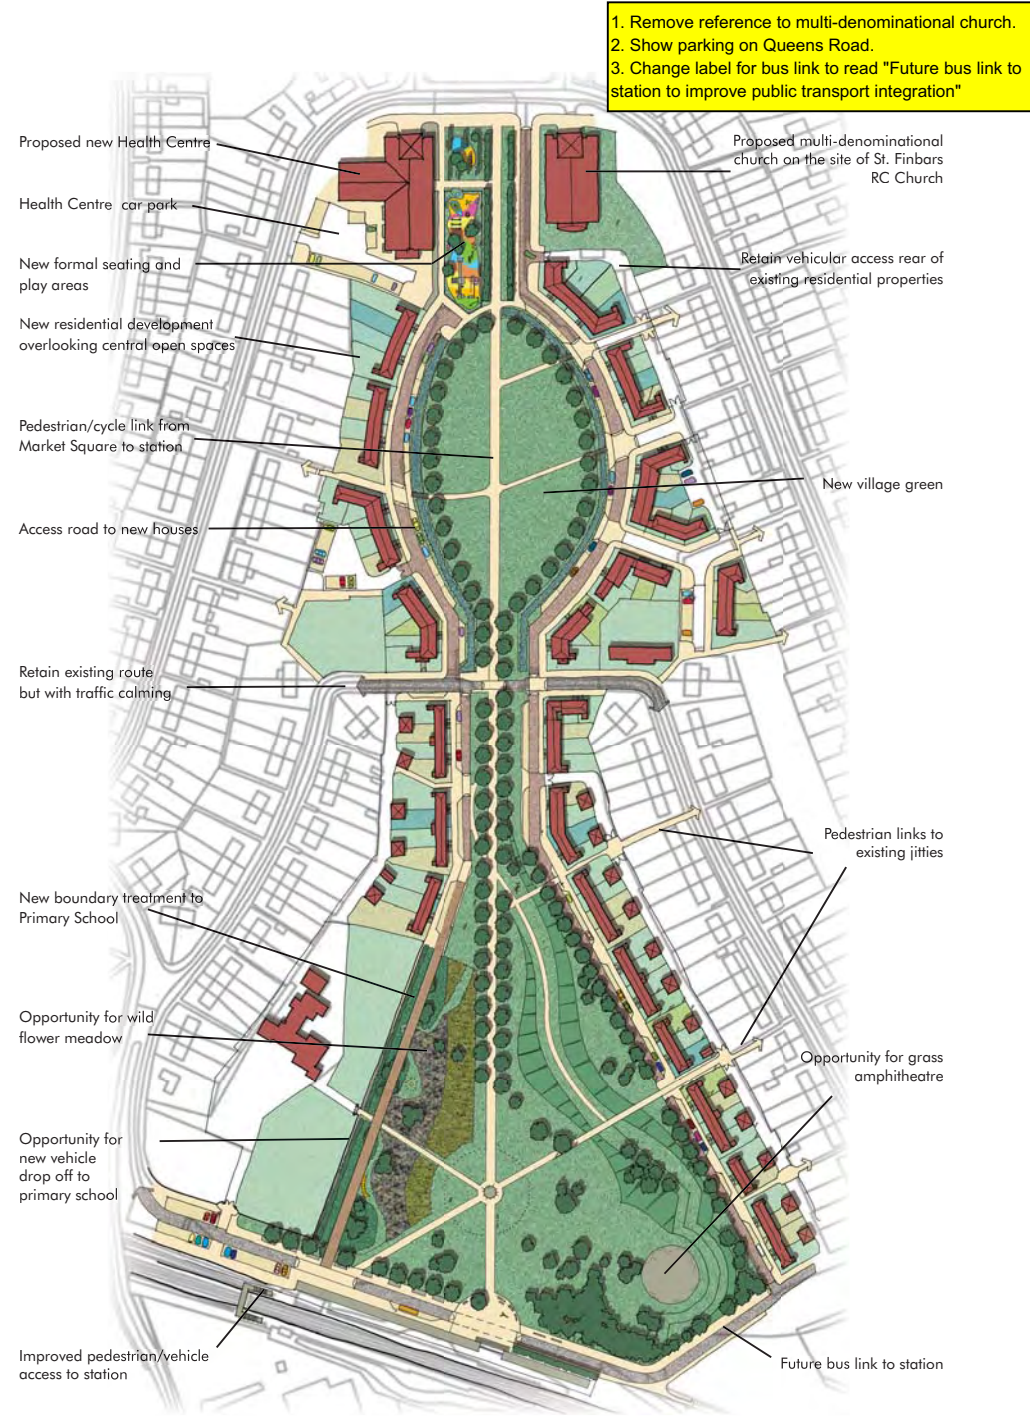 1. Remove reference to multi-denominational church.
2. Show parking on Queens Road.
3. Change label for bus link to read "Future bus link to
station to improve public transport integration"
Proposed new Health Centre
Health Centre car park
New formal seating and
play areas
New residential development
overlooking central open spaces
Pedestrian/cycle link from
Market Square to station
Access road to new houses
Retain existing route
but with traffic calming
New boundary treatment to
Primary School
Opportunity for wild
flower meadow
Opportunity for
new vehicle
drop off to
primary school
Improved pedestrian/vehicle
access to station
Proposed multi-denominational
church on the site of St. Finbars
RC Church
Retain vehicular access rear of
existing residential properties
New village green
Pedestrian links to
existing jitties
Opportunity for grass
amphitheatre
Future bus link to station